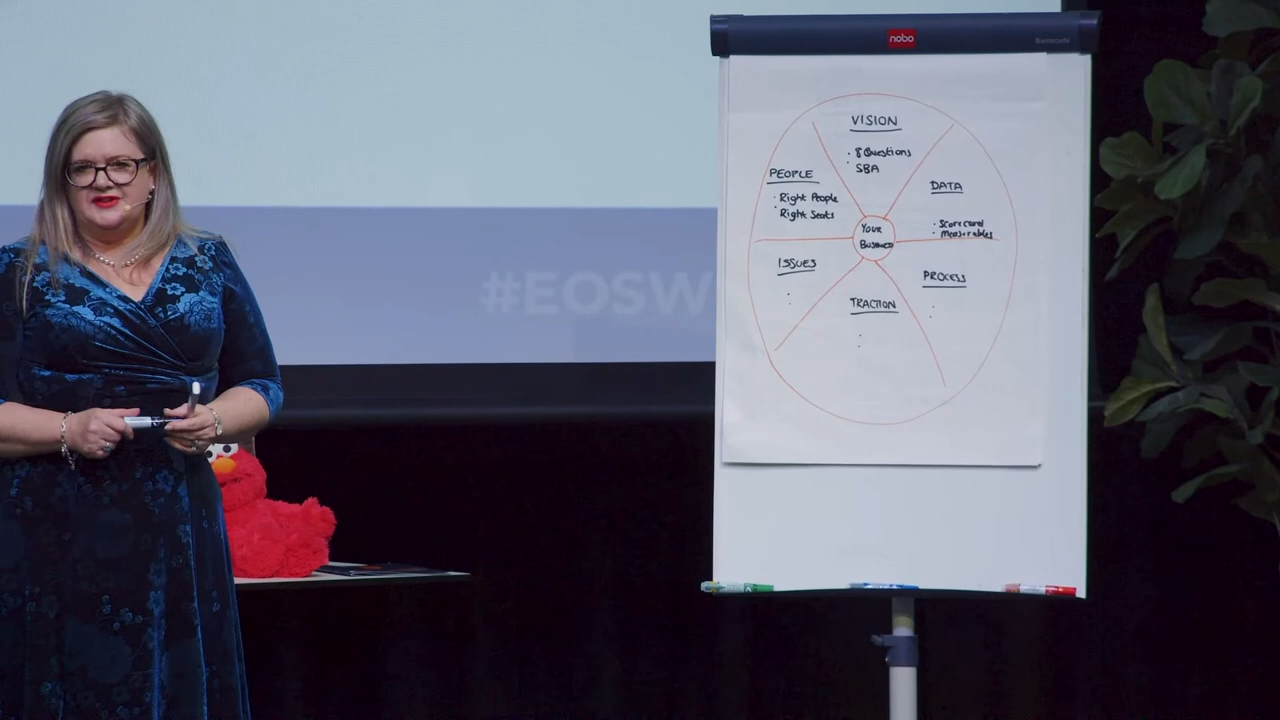 nobo
VISION
8 Questions
SBA
PEOPLE
Right People
Right Seats
DATA
Scorecard
Measurables
YOUR
BUSINESS
ISSUES
PROCESS
TRACTION
#EOSW